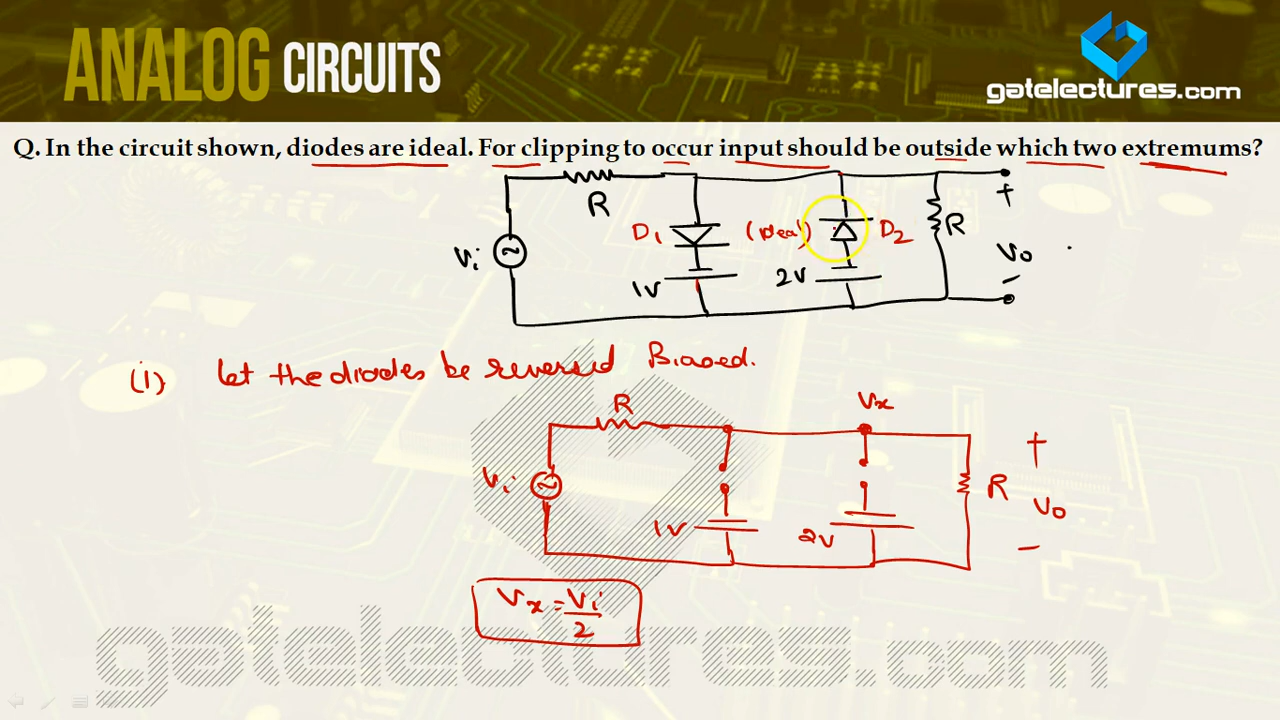 ANALOG CIRCUITS
gatelectures.com
Q. In the circuit shown, diodes are ideal. For clipping to occur input should be outside which two extremums?
R
D1 (Ideal) D2 R
Vi
+
Vo
-
1V 2V
(i) Let the diodes be reversed Biased.
R Vx
Vi
1V 2V R
+
Vo
-
Vx = Vi/2
gatelectures.com